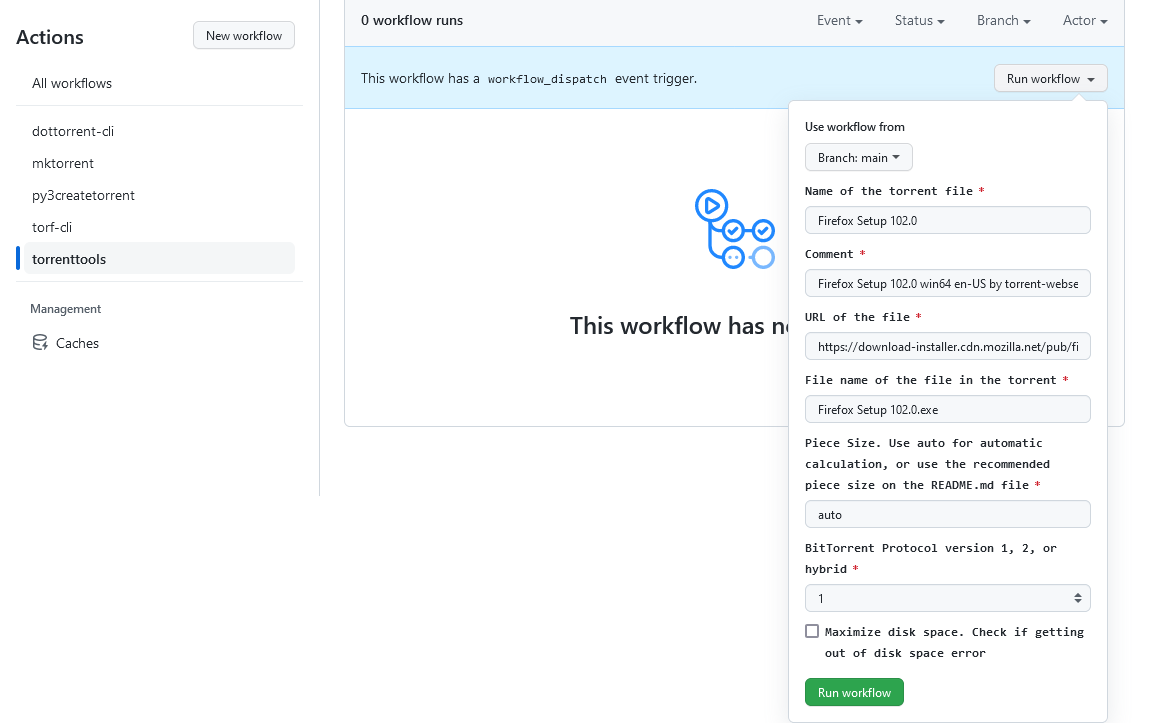 Actions
New workflow
All workflows
dottorrent-cli
mktorrent
py3createtorrent
torf-cli
torrenttools
Management
Caches
0 workflow runs
Event
Status
Branch
Actor
This workflow has a workflow_dispatch event trigger.
Run workflow
This workflow has
Use workflow from
Branch: main
Name of the torrent file *
Firefox Setup 102.0
Comment *
Firefox Setup 102.0 win64 en-US by torrent-webse
URL of the file *
https://download-installer.cdn.mozilla.net/pub/fi
File name of the file in the torrent *
Firefox Setup 102.0.exe
Piece Size. Use auto for automatic
calculation, or use the recommended
piece size on the README.md file *
auto
BitTorrent Protocol version 1, 2, or
hybrid *
1
Maximize disk space. Check if getting
out of disk space error
Run workflow